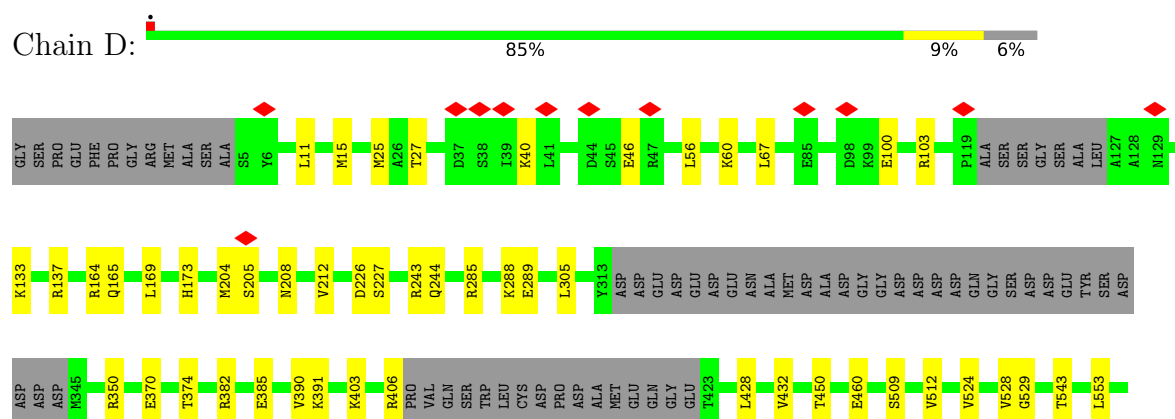 Chain D:
85% 9% 6%
GLY SER PRO GLU PHE PRO GLY ARG MET ALA SER ALA S5 Y6 L11 M15 M25 A26 T27 D37 S38 I39 K40 L41 D44 S45 E46 R47 L56 K60 L67 E85 D98 K99 E100 R103 P119 ALA SER SER GLY SER ALA LEU A127 A128 N129
K133 R137 R164 Q165 L169 H173 M204 S205 N208 V212 D226 S227 R243 Q244 R285 K288 E289 L305 Y313 ASP ASP GLU ASP GLU ASP GLU ASN ALA MET ASP ALA ASP GLY GLY ASP ASP ASP ASP GLN GLY SER ASP ASP GLU TYR SER ASP
ASP ASP ASP M345 R350 E370 T374 R382 E385 V390 K391 K403 R406 PRO VAL GLN SER TRP LEU CYS ASP PRO ASP ALA MET GLU GLN GLY GLU T423 L428 V432 T450 E460 S509 V512 V524 V528 G529 T543 L553